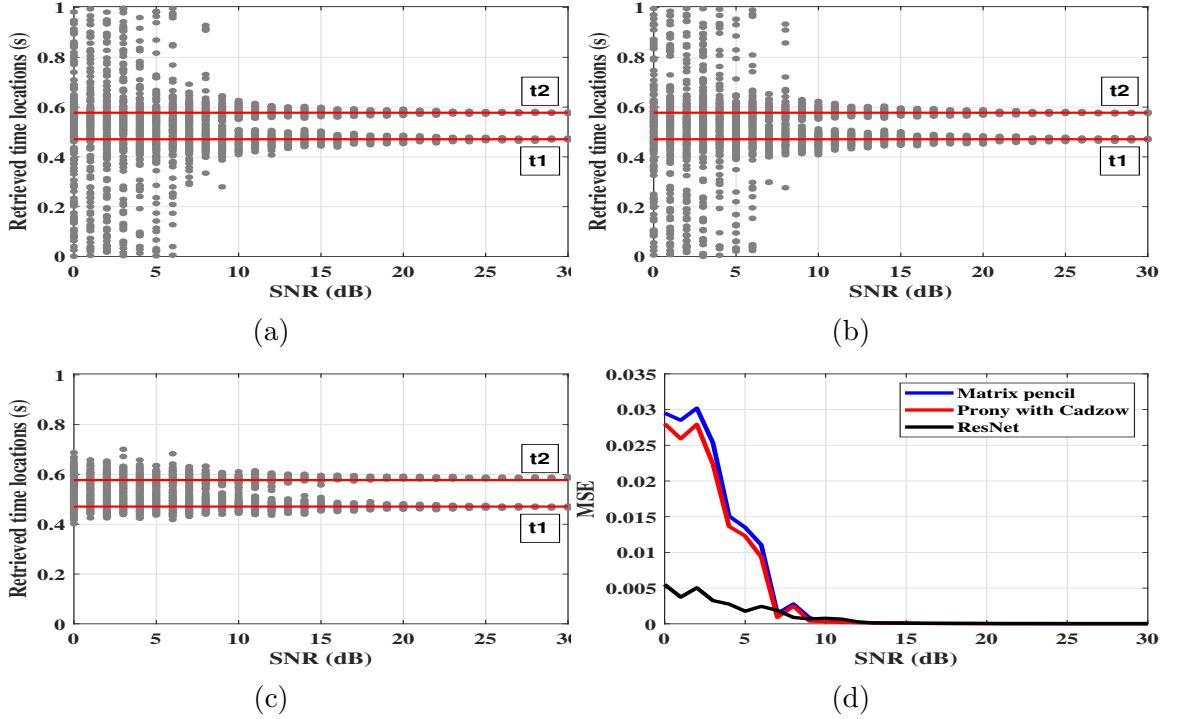 1
0.8
0.6
0.4
0.2
0
Retrieved time locations (s)
t2
t1
0 5 10 15 20 25 30
SNR (dB)
(a)
1
0.8
0.6
0.4
0.2
0
Retrieved time locations (s)
t2
t1
0 5 10 15 20 25 30
SNR (dB)
(b)
1
0.8
0.6
0.4
0.2
0
Retrieved time locations (s)
t2
t1
0 5 10 15 20 25 30
SNR (dB)
(c)
0.035
0.03
0.025
0.02
0.015
0.01
0.005
0
MSE
Matrix pencil
Prony with Cadzow
ResNet
0 5 10 15 20 25 30
SNR (dB)
(d)